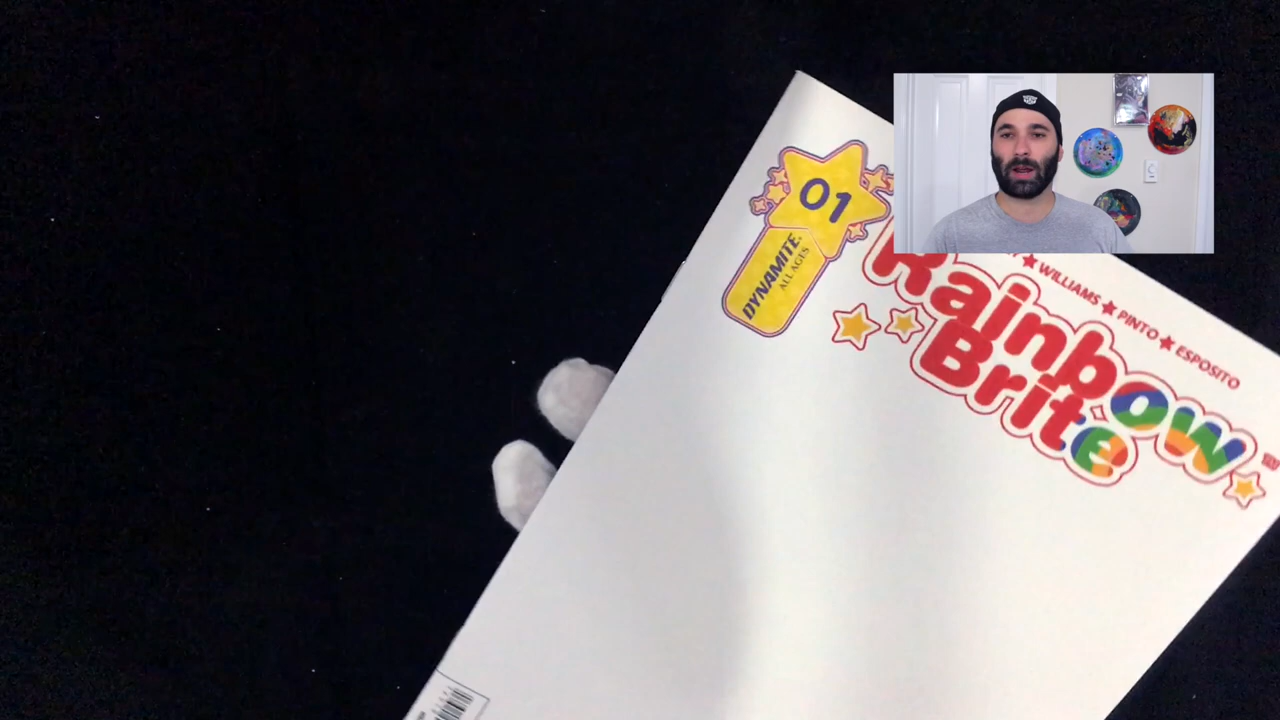 01
DYNAMITE
ALL AGES
★ WILLIAMS ★ PINTO ★ ESPOSITO
Rainbow
Brite